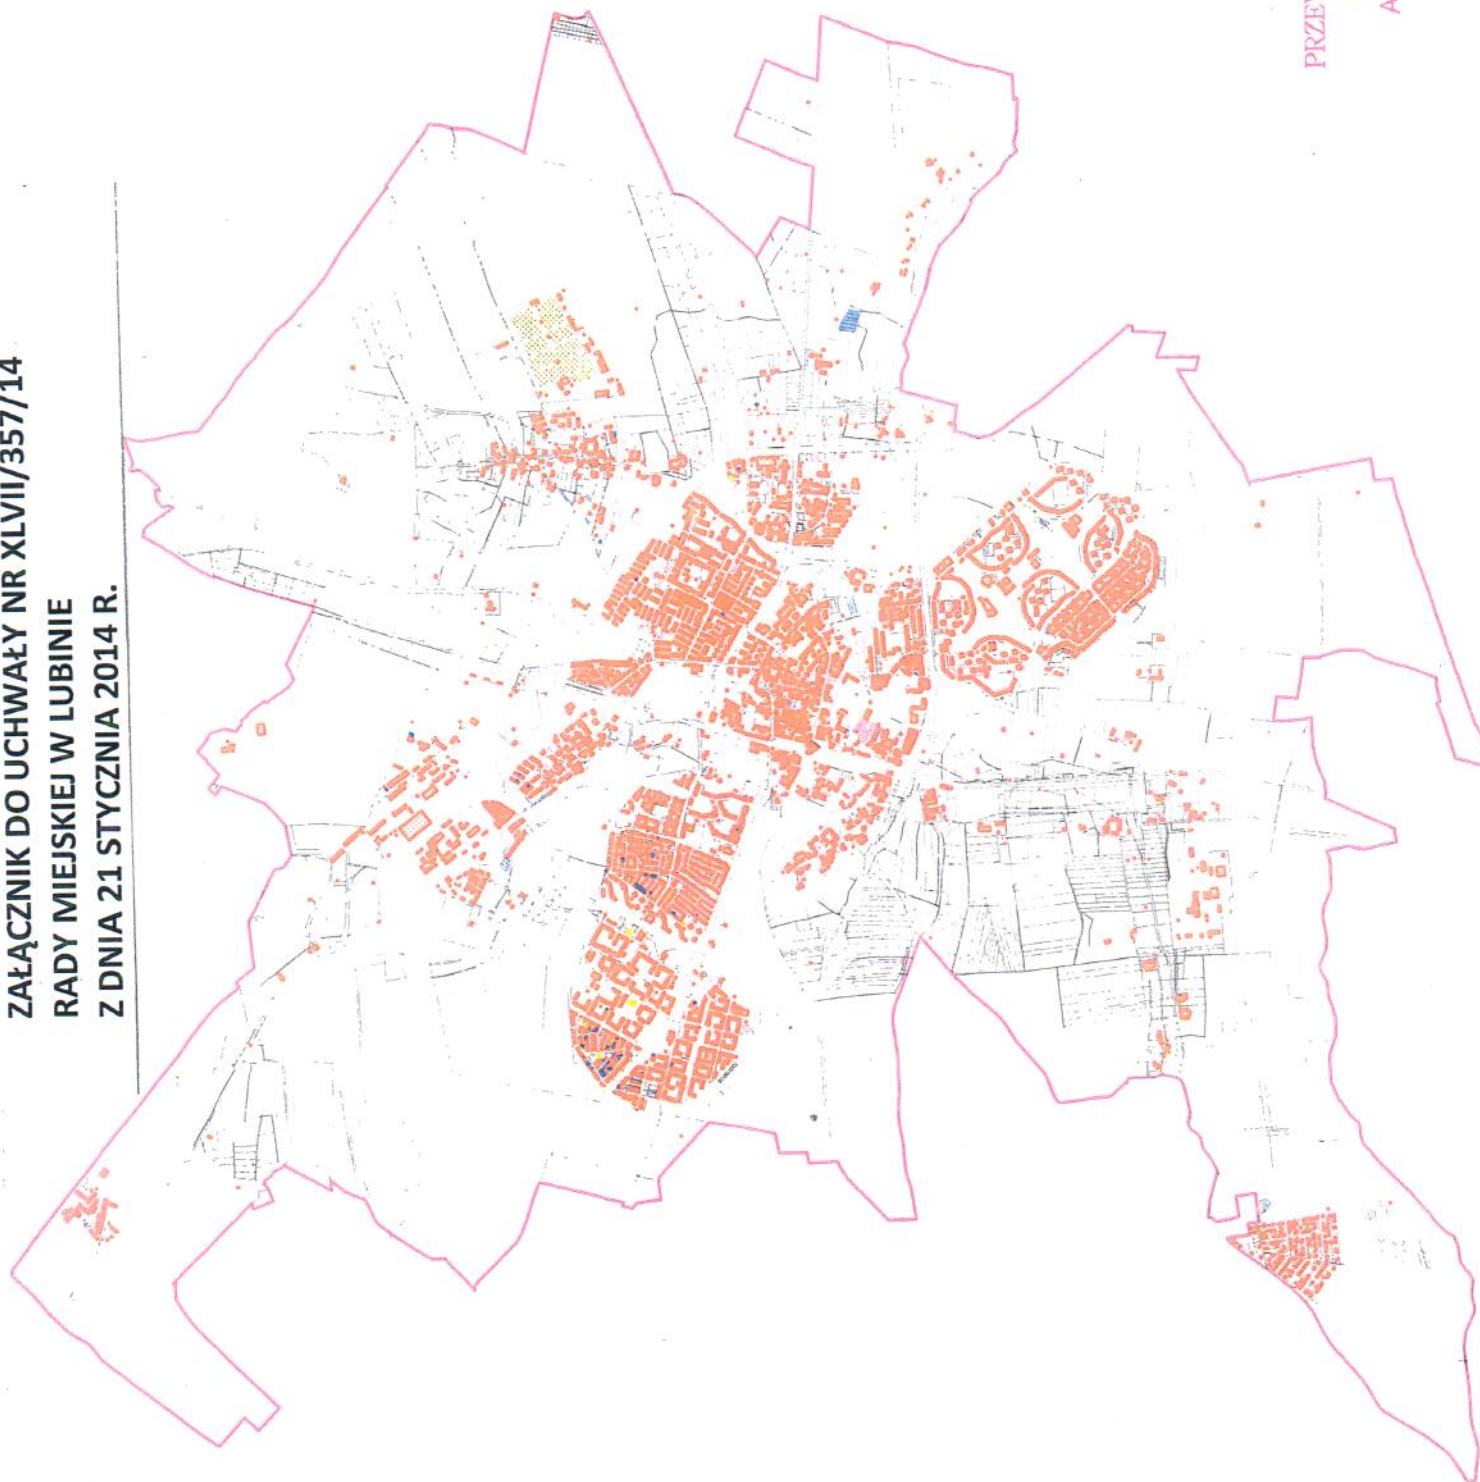 ZAŁĄCZNIK DO UCHWAŁY NR XLVII/357/14
RADY MIEJSKIEJ W LUBINIE
Z DNIA 21 STYCZNIA 2014 R.